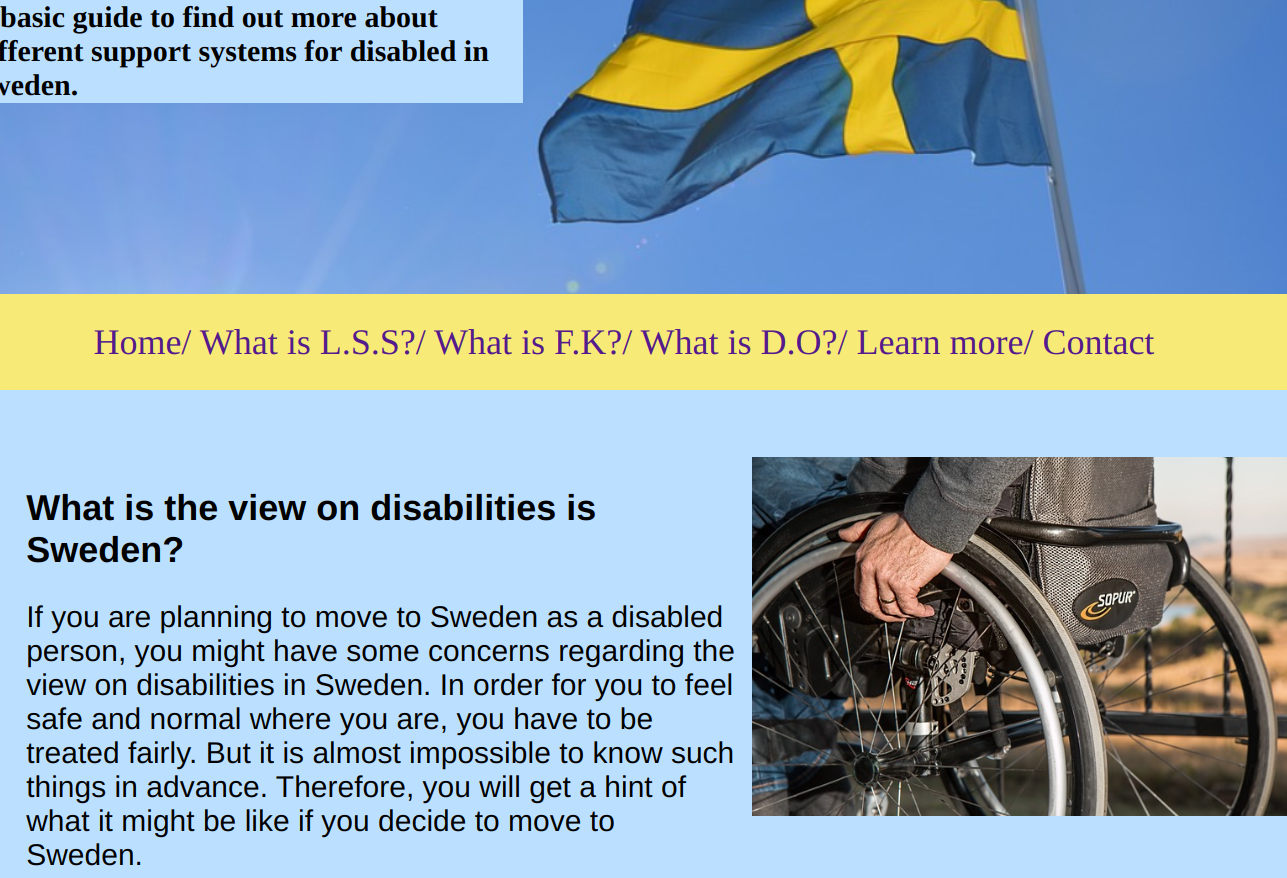 basic guide to find out more about
fferent support systems for disabled in
weden.
Home/ What is L.S.S?/ What is F.K?/ What is D.O?/ Learn more/ Contact
What is the view on disabilities is
Sweden?
If you are planning to move to Sweden as a disabled
person, you might have some concerns regarding the
view on disabilities in Sweden. In order for you to feel
safe and normal where you are, you have to be
treated fairly. But it is almost impossible to know such
things in advance. Therefore, you will get a hint of
what it might be like if you decide to move to
Sweden.
SOPUR